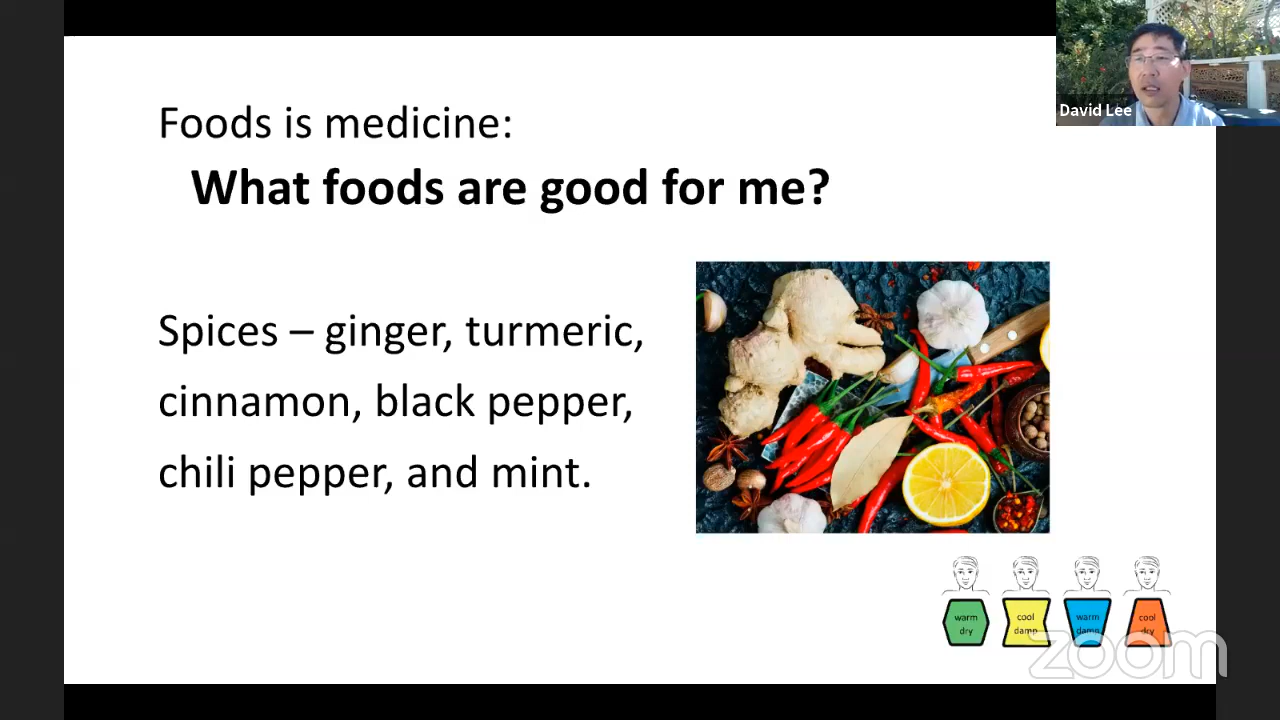 Foods is medicine:
What foods are good for me?
David Lee
Spices – ginger, turmeric,
cinnamon, black pepper,
chili pepper, and mint.
warm
dry
cool
damp
warm
damp
cool
dry
zoom